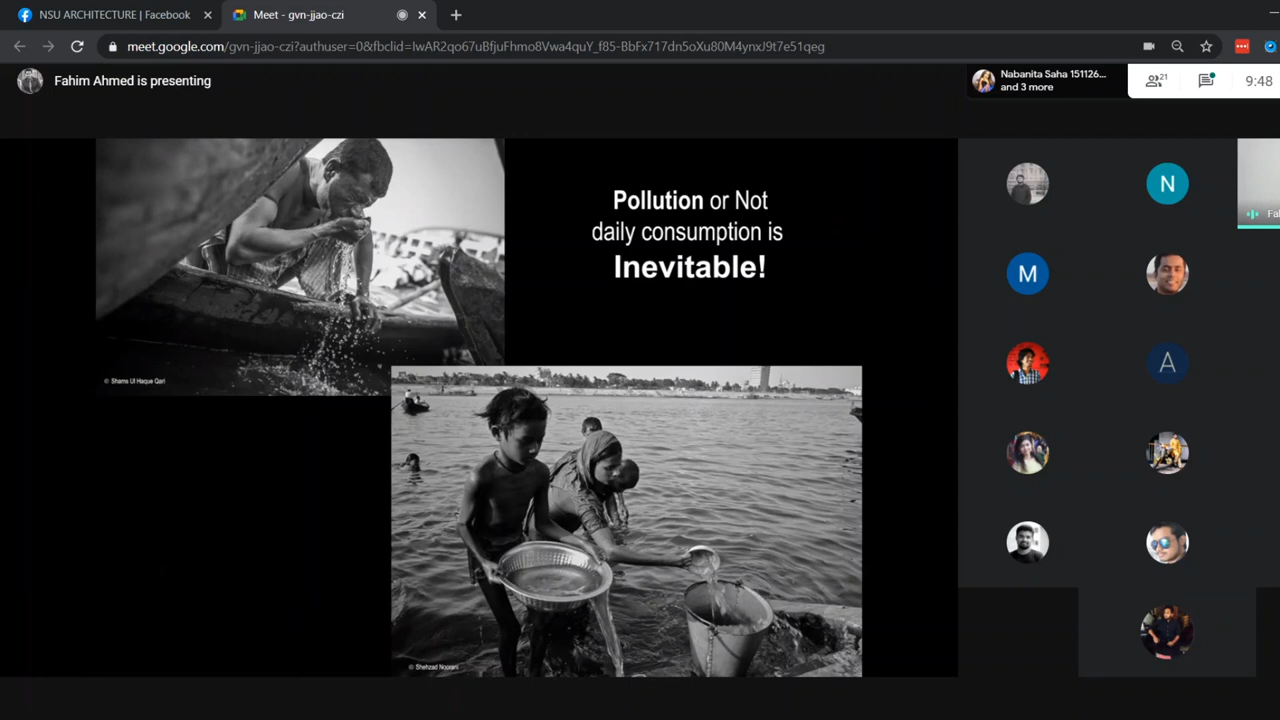 NSU ARCHITECTURE | Facebook
Meet - gvn-jjao-czi
meet.google.com/gvn-jjao-czi?authuser=0&fbclid=IwAR2qo67uBfjuFhmo8Vwa4quY_f85-BbFx717dn5oXu80M4ynxJ9t7e51qeg
Fahim Ahmed is presenting
Nabanita Saha 151126...
and 3 more
21
9:48
Pollution or Not
daily consumption is
Inevitable!
© Shams Ul Haque Qari
© Shehzad Noorani
N
Fa
M
A